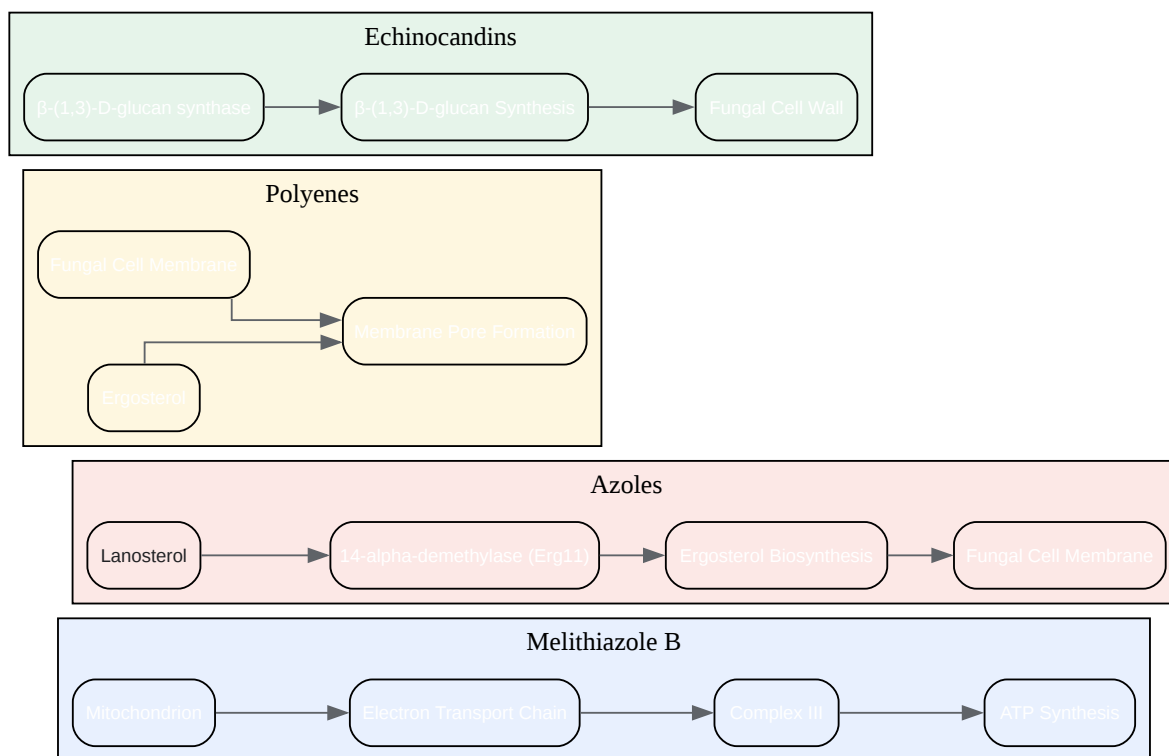 Echinocandins
β-(1,3)-D-glucan synthase
β-(1,3)-D-glucan Synthesis
Fungal Cell Wall
Polyenes
Fungal Cell Membrane
Membrane Pore Formation
Ergosterol
Azoles
Lanosterol
14-alpha-demethylase (Erg11)
Ergosterol Biosynthesis
Fungal Cell Membrane
Melithiazole B
Mitochondrion
Electron Transport Chain
Complex III
ATP Synthesis